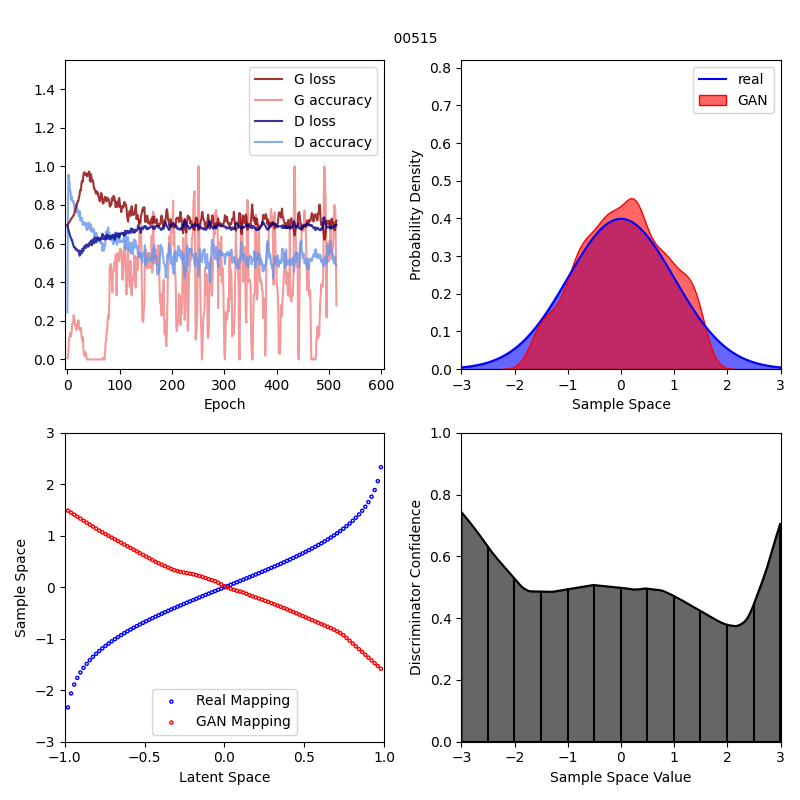 00515
G loss
G accuracy
D loss
D accuracy
1.4
1.2
1.0
0.8
0.6
0.4
0.2
0.0
0 100 200 300 400 500 600
Epoch
real
GAN
Probability Density
0.8
0.7
0.6
0.5
0.4
0.3
0.2
0.1
0.0
−3 −2 −1 0 1 2 3
Sample Space
Sample Space
3
2
1
0
−1
−2
−3
Real Mapping
GAN Mapping
−1.0 −0.5 0.0 0.5 1.0
Latent Space
Discriminator Confidence
1.0
0.8
0.6
0.4
0.2
0.0
−3 −2 −1 0 1 2 3
Sample Space Value